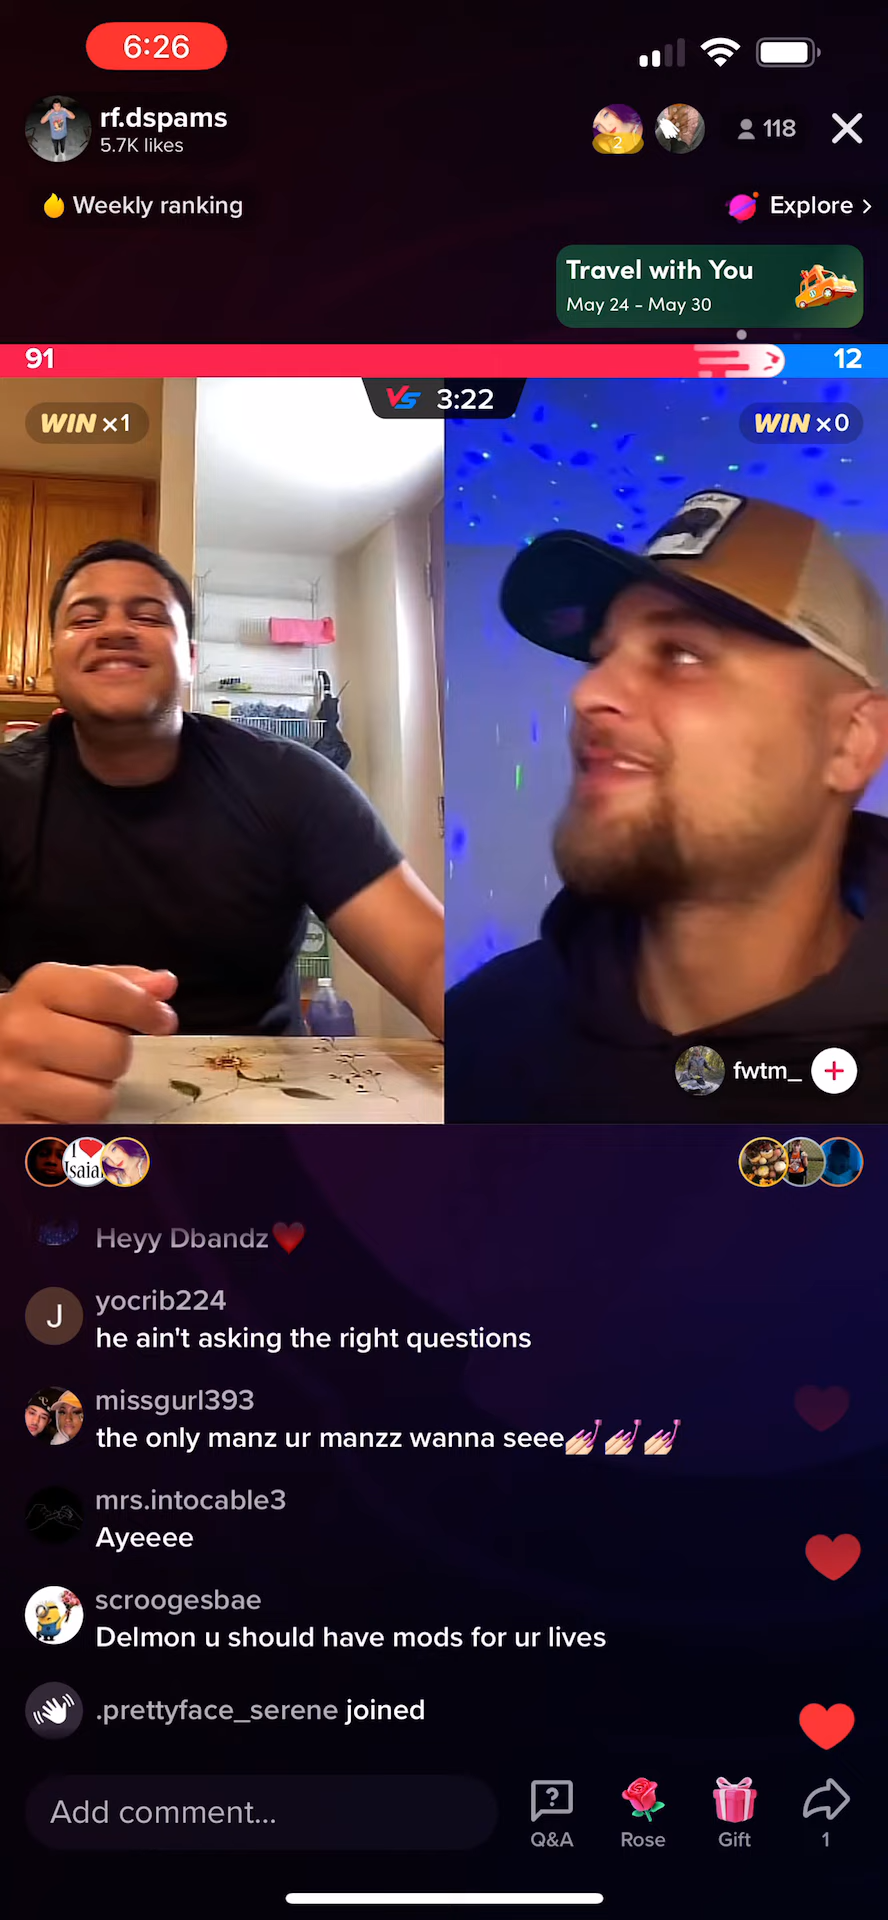 6:26
rf.dspams
5.7K likes
2
118
Weekly ranking
Explore >
Travel with You
May 24 - May 30
91
12
VS 3:22
WIN x1
WIN x0
fwtm_ +
I ❤
Isaia
Heyy Dbandz❤️
J
yocrib224
he ain't asking the right questions
missgurl393
the only manz ur manzz wanna seee💅🏼💅🏼💅🏼
mrs.intocable3
Ayeeee
scroogesbae
Delmon u should have mods for ur lives
.prettyface_serene joined
Add comment...
Q&A
Rose
Gift
1